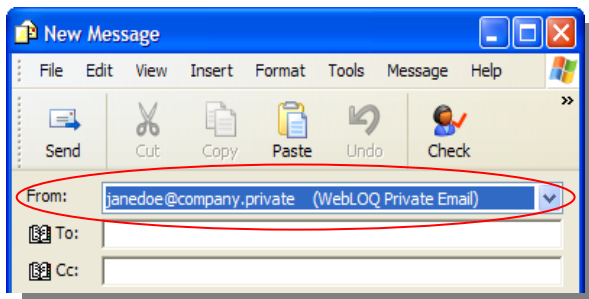 New Message
File Edit View Insert Format Tools Message Help
Send Cut Copy Paste Undo Check »
From: janedoe@company.private (WebLOQ Private Email)
To:
Cc: